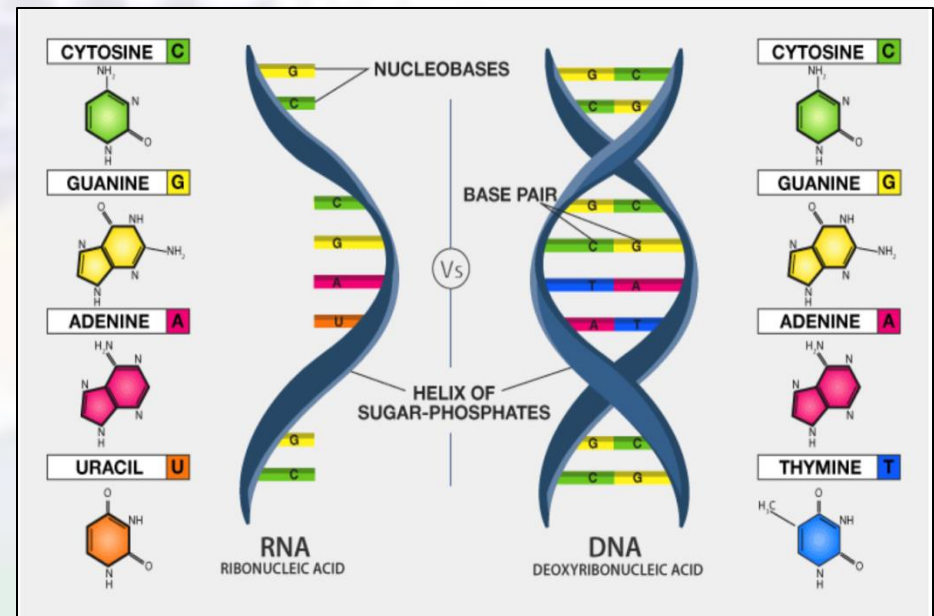 CYTOSINE C
NH₂
N
O
N
H
GUANINE G
O
NH
N
NH₂
N
N
H
ADENINE A
H₂N
N
N
N
N
H
URACIL U
O
NH
O
N
H
G
C
C
G
A
U
G
C
RNA
RIBONUCLEIC ACID
NUCLEOBASES
BASE PAIR
Vs
HELIX OF
SUGAR-PHOSPHATES
G C
C G
G C
C G
T A
A T
G C
C G
DNA
DEOXYRIBONUCLEIC ACID
CYTOSINE C
NH₂
N
O
N
H
GUANINE G
O
NH
N
NH₂
N
N
H
ADENINE A
H₂N
N
N
N
N
H
THYMINE T
O
H₃C
NH
O
N
H